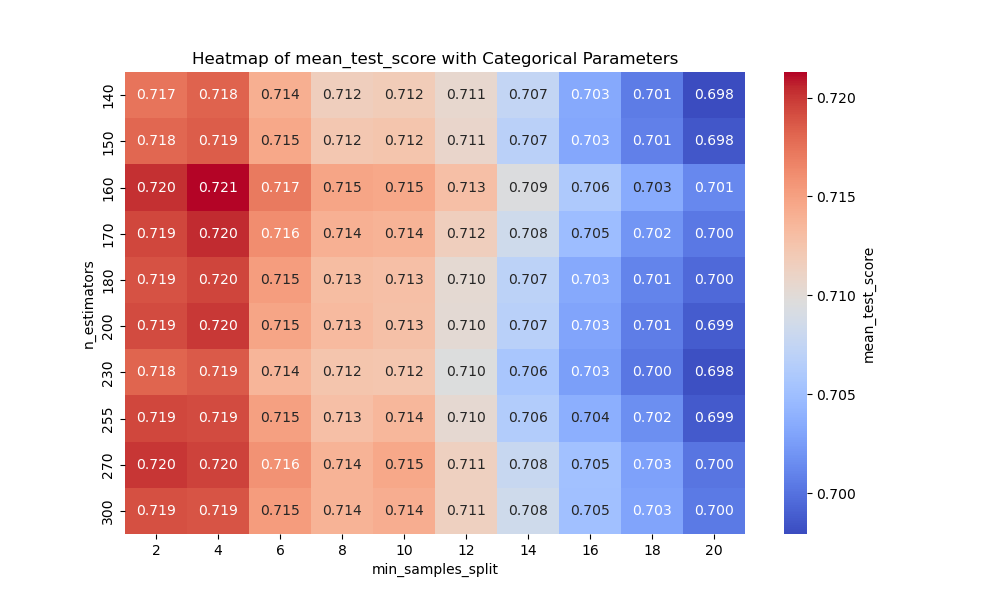 Heatmap of mean_test_score with Categorical Parameters
140 0.717 0.718 0.714 0.712 0.712 0.711 0.707 0.703 0.701 0.698
150 0.718 0.719 0.715 0.712 0.712 0.711 0.707 0.703 0.701 0.698
160 0.720 0.721 0.717 0.715 0.715 0.713 0.709 0.706 0.703 0.701
170 0.719 0.720 0.716 0.714 0.714 0.712 0.708 0.705 0.702 0.700
180 0.719 0.720 0.715 0.713 0.713 0.710 0.707 0.703 0.701 0.700
200 0.719 0.720 0.715 0.713 0.713 0.710 0.707 0.703 0.701 0.699
230 0.718 0.719 0.714 0.712 0.712 0.710 0.706 0.703 0.700 0.698
255 0.719 0.719 0.715 0.713 0.714 0.710 0.706 0.704 0.702 0.699
270 0.720 0.720 0.716 0.714 0.715 0.711 0.708 0.705 0.703 0.700
300 0.719 0.719 0.715 0.714 0.714 0.711 0.708 0.705 0.703 0.700
2 4 6 8 10 12 14 16 18 20
min_samples_split
n_estimators
0.720
0.715
0.710
0.705
0.700
mean_test_score